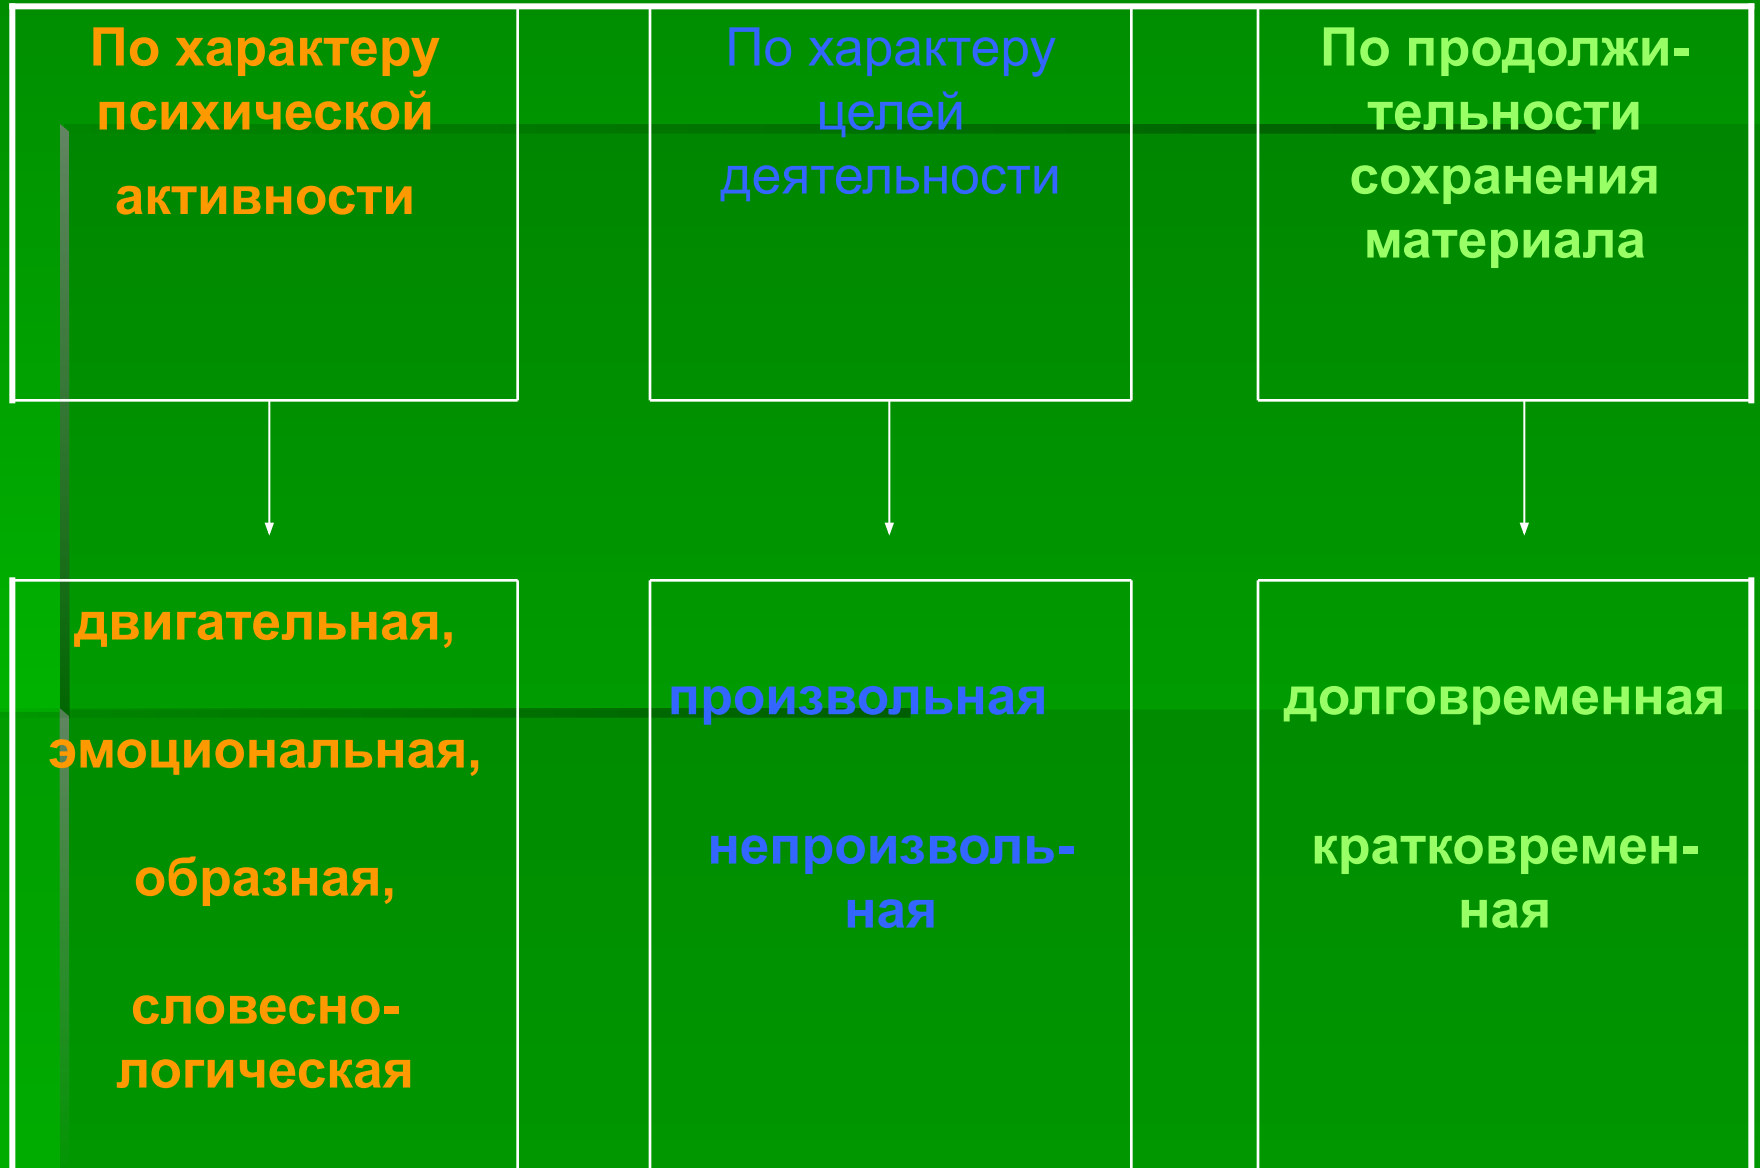 По характеру
психической
активности
По характеру
целей
деятельности
По продолжи-
тельности
сохранения
материала
двигательная,
эмоциональная,
образная,
словесно-
логическая
произвольная
непроизволь-
ная
долговременная
кратковремен-
ная